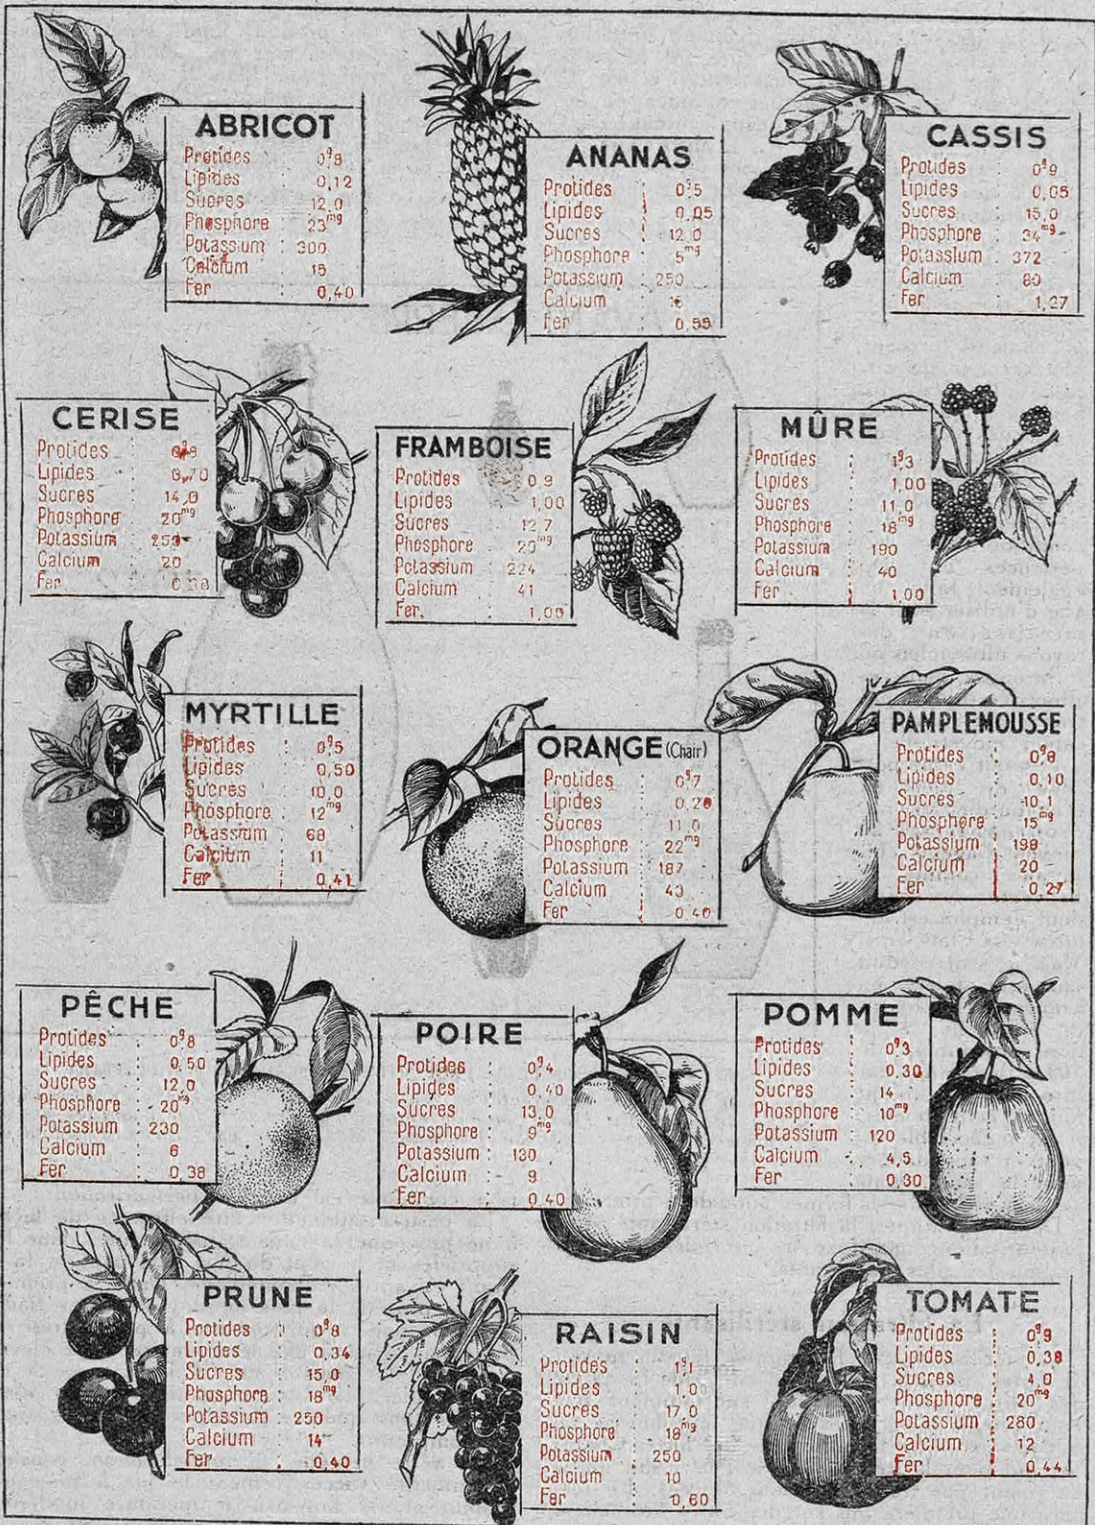 ABRICOT
Protides : 0g8
Lipides : 0,12
Sucres : 12,0
Phosphore : 23mg
Potassium : 300
Calcium : 15
Fer : 0,40
ANANAS
Protides : 0g5
Lipides : 0,05
Sucres : 12,0
Phosphore : 5mg
Potassium : 250
Calcium :
Fer : 0,55
CASSIS
Protides : 0g9
Lipides : 0,05
Sucres : 15,0
Phosphore : 34mg
Potassium : 372
Calcium : 80
Fer : 1,27
CERISE
Protides :
Lipides : 0,70
Sucres : 14,0
Phosphore : 20mg
Potassium :
Calcium : 20
Fer :
FRAMBOISE
Protides : 0,9
Lipides : 1,00
Sucres : 12,7
Phosphore : 20mg
Potassium : 224
Calcium : 41
Fer : 1,00
MÛRE
Protides : 1g3
Lipides : 1,00
Sucres : 11,0
Phosphore : 18mg
Potassium : 190
Calcium : 40
Fer : 1,00
MYRTILLE
Protides : 0g5
Lipides : 0,50
Sucres : 10,0
Phosphore : 12mg
Potassium : 68
Calcium : 11
Fer : 0,41
ORANGE (Chair)
Protides : 0g7
Lipides : 0,20
Sucres : 11,0
Phosphore : 22mg
Potassium : 187
Calcium : 40
Fer : 0,40
PAMPLEMOUSSE
Protides : 0g8
Lipides : 0,10
Sucres : 10,1
Phosphore : 15mg
Potassium : 198
Calcium : 20
Fer : 0,27
PÊCHE
Protides : 0g8
Lipides : 0,50
Sucres : 12,0
Phosphore : 20mg
Potassium : 230
Calcium : 6
Fer : 0,38
POIRE
Protides : 0g4
Lipides : 0,40
Sucres : 13,0
Phosphore : 9mg
Potassium : 130
Calcium : 9
Fer : 0,40
POMME
Protides : 0g3
Lipides : 0,30
Sucres : 14
Phosphore : 10mg
Potassium : 120
Calcium : 4,5
Fer : 0,30
PRUNE
Protides : 0g8
Lipides : 0,34
Sucres : 15,0
Phosphore : 18mg
Potassium : 250
Calcium : 14
Fer : 0,40
RAISIN
Protides : 1g1
Lipides : 1,0
Sucres : 17,0
Phosphore : 18mg
Potassium : 250
Calcium : 10
Fer : 0,60
TOMATE
Protides : 0g9
Lipides : 0,38
Sucres : 4,0
Phosphore : 20mg
Potassium : 280
Calcium : 12
Fer : 0,44